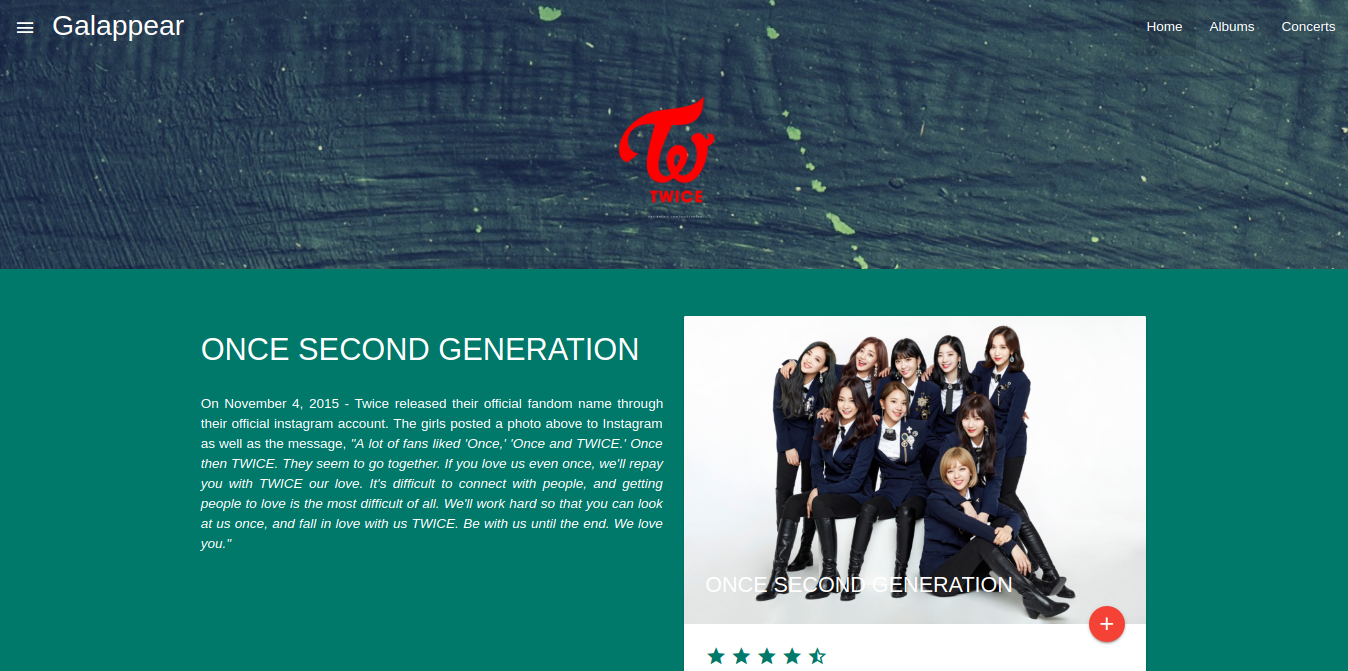 Galappear
Home Albums Concerts
TW
TWICE
ONCE SECOND GENERATION
On November 4, 2015 - Twice released their official fandom name through
their official instagram account. The girls posted a photo above to Instagram
as well as the message, "A lot of fans liked 'Once,' 'Once and TWICE.' Once
then TWICE. They seem to go together. If you love us even once, we'll repay
you with TWICE our love. It's difficult to connect with people, and getting
people to love is the most difficult of all. We'll work hard so that you can look
at us once, and fall in love with us TWICE. Be with us until the end. We love
you."
ONCE SECOND GENERATION
+